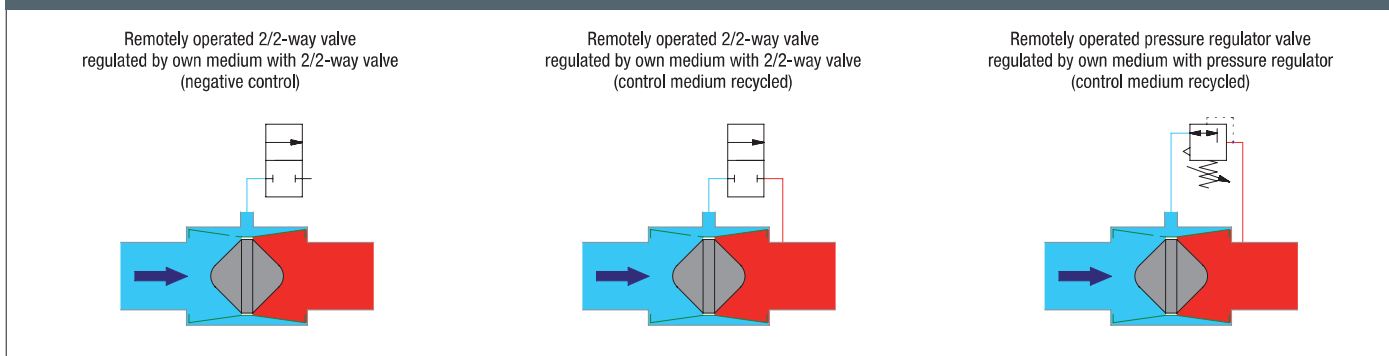 Remotely operated 2/2-way valve
regulated by own medium with 2/2-way valve
(negative control)
Remotely operated 2/2-way valve
regulated by own medium with 2/2-way valve
(control medium recycled)
Remotely operated pressure regulator valve
regulated by own medium with pressure regulator
(control medium recycled)